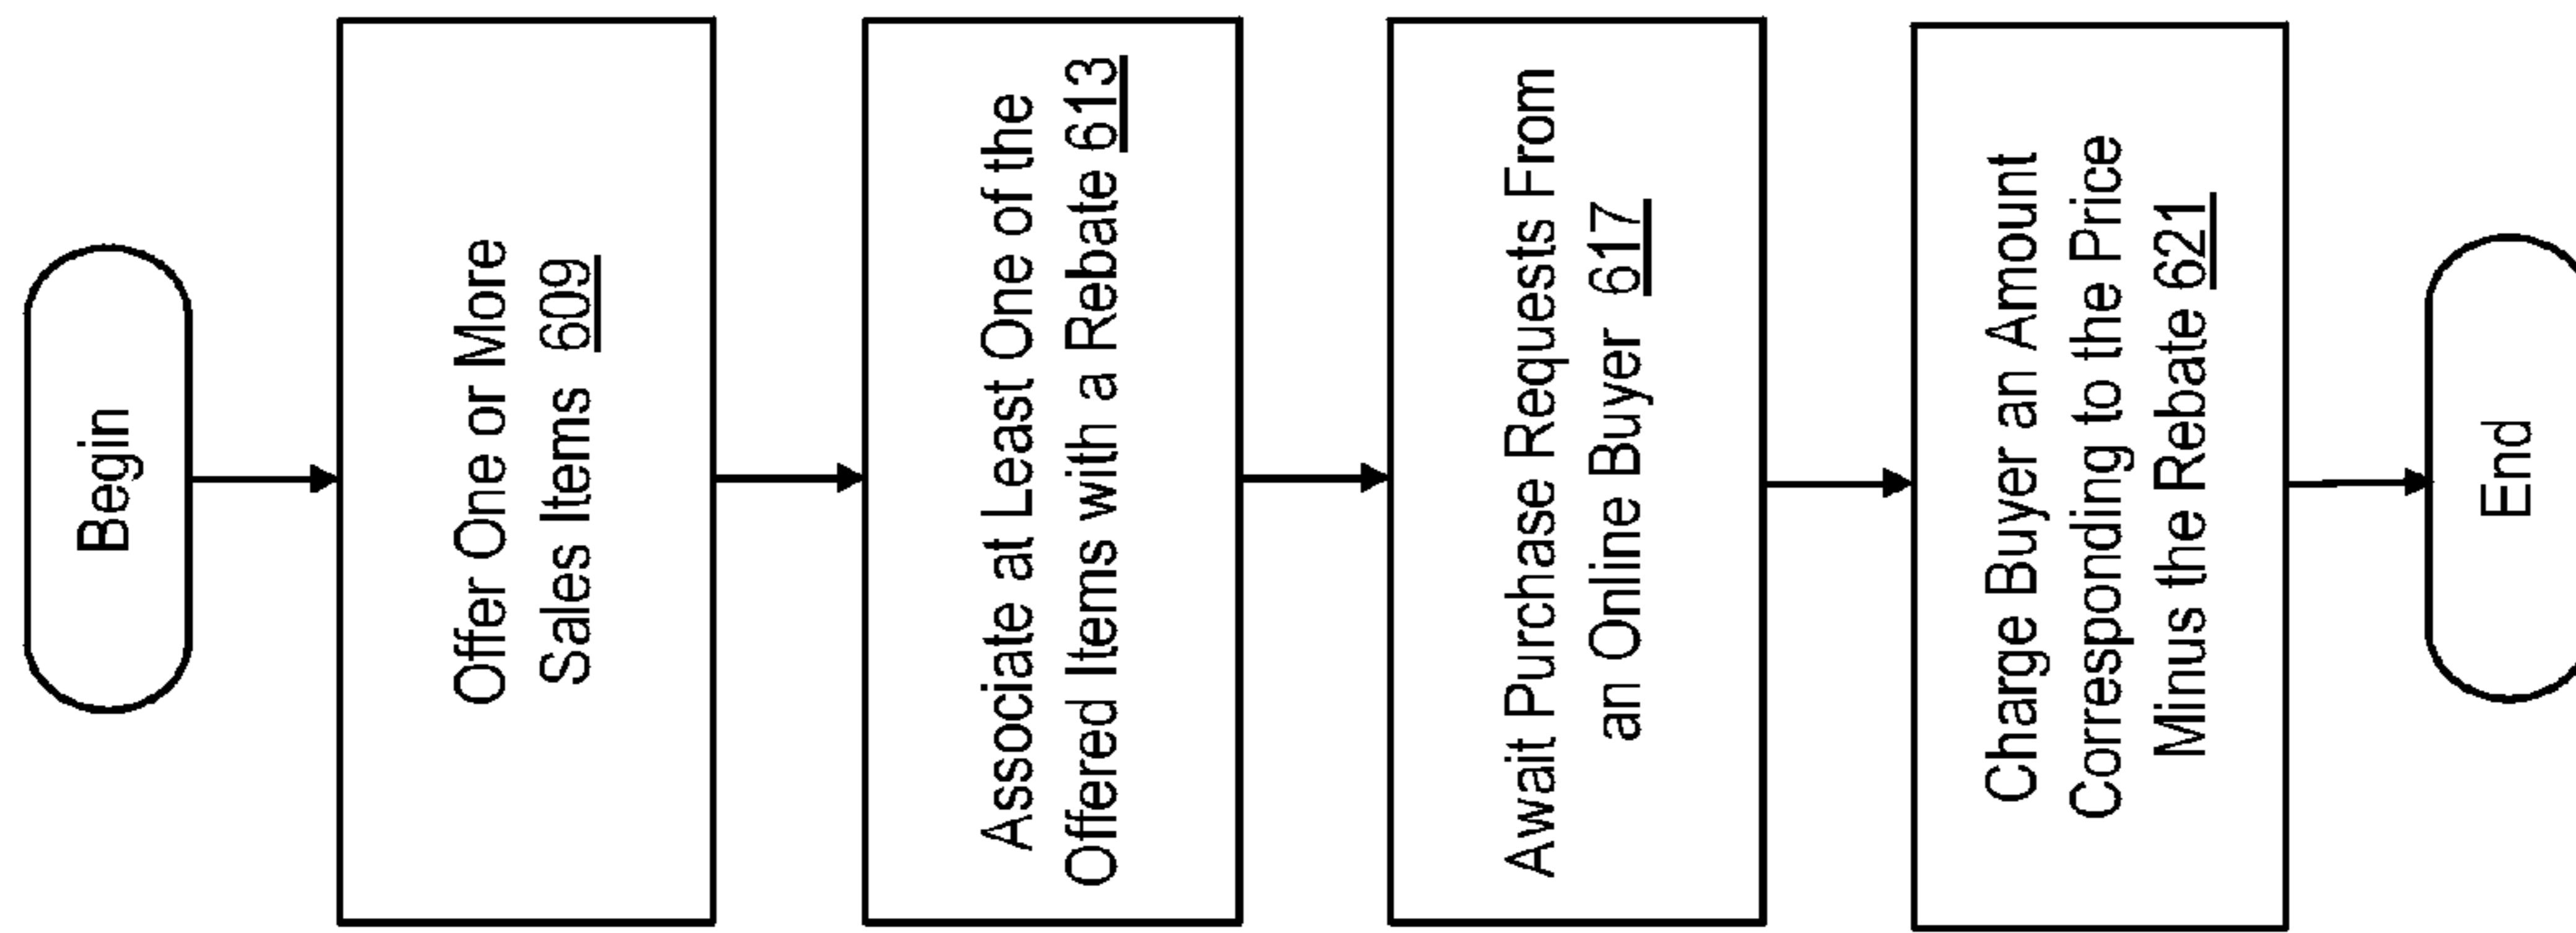 Begin
Offer One or More
Sales Items 609
Associate at Least One of the
Offered Items with a Rebate 613
Await Purchase Requests From
an Online Buyer 617
Charge Buyer an Amount
Corresponding to the Price
Minus the Rebate 621
End